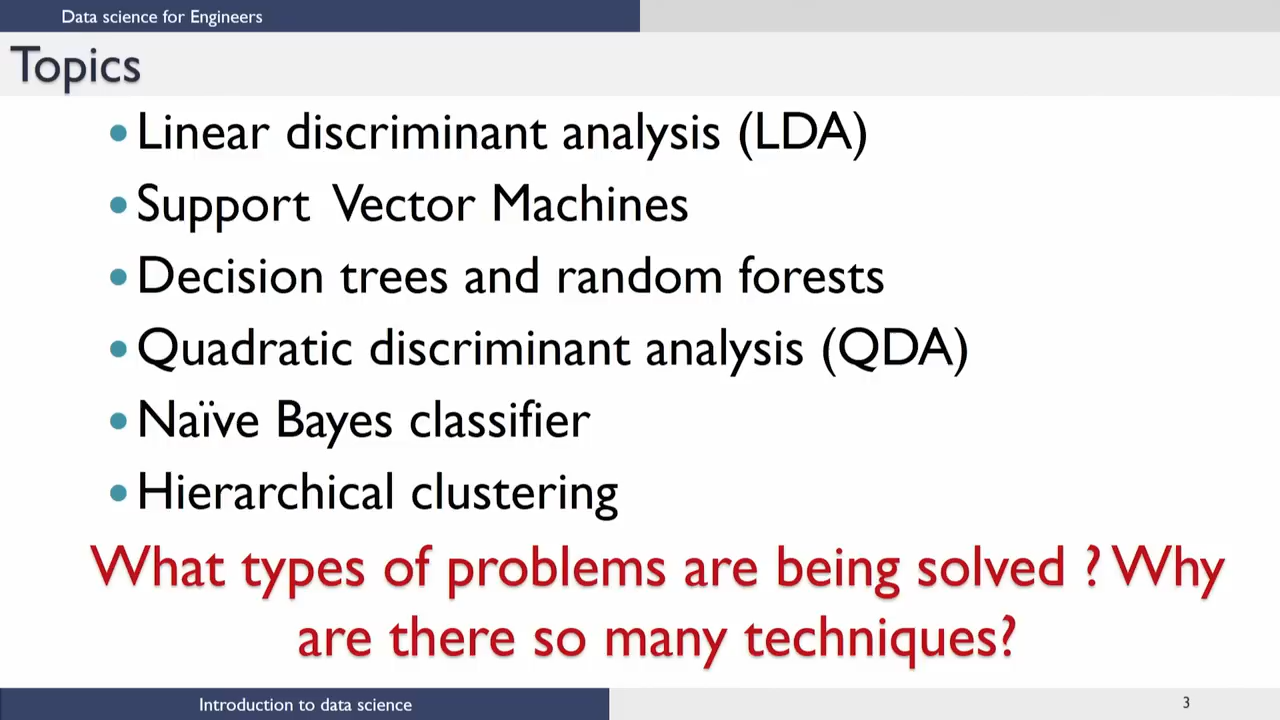 Data science for Engineers
Topics
• Linear discriminant analysis (LDA)
• Support Vector Machines
• Decision trees and random forests
• Quadratic discriminant analysis (QDA)
• Naïve Bayes classifier
• Hierarchical clustering
What types of problems are being solved ? Why
are there so many techniques?
Introduction to data science
3